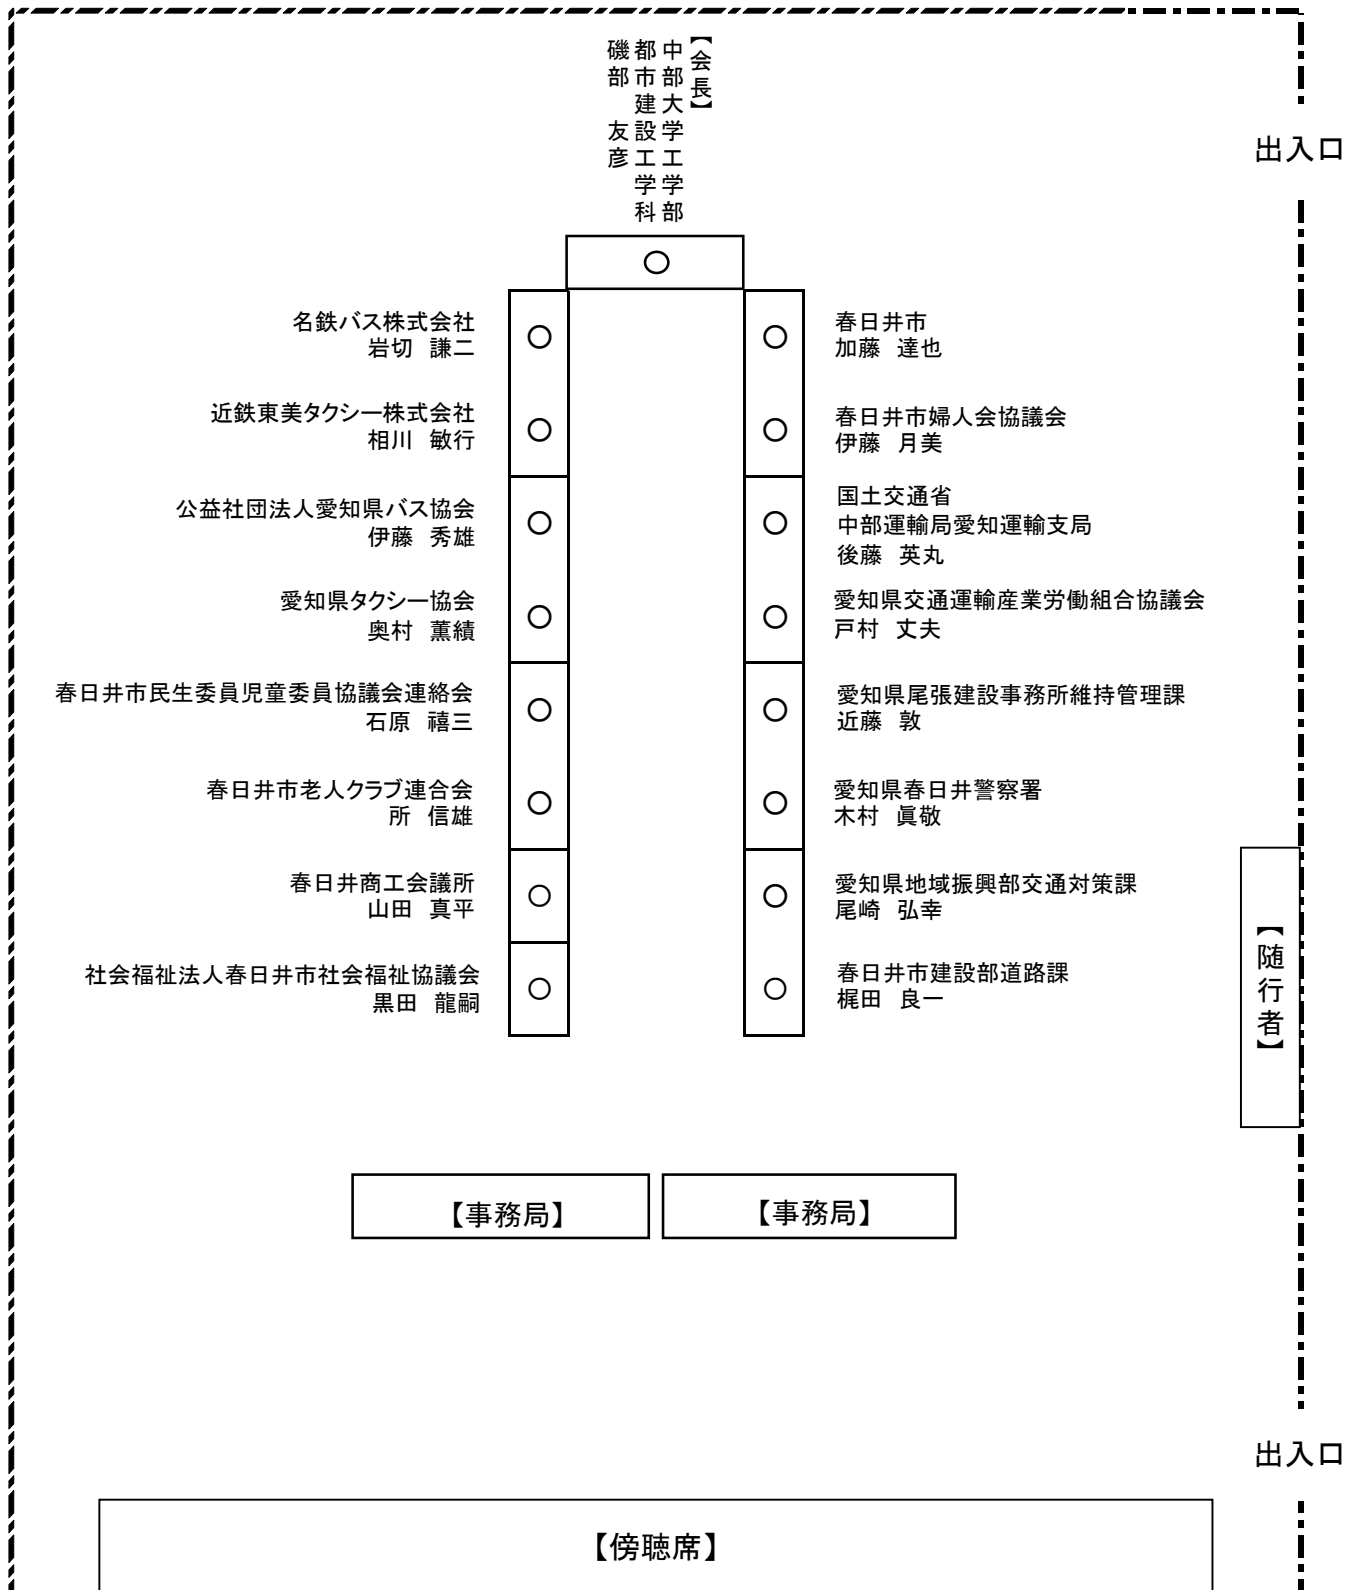 【会長】
中部大学工学部
都市建設工学科
磯部　友彦
出入口
名鉄バス株式会社
岩切　謙二
近鉄東美タクシー株式会社
相川　敏行
公益社団法人愛知県バス協会
伊藤　秀雄
愛知県タクシー協会
奥村　薫績
春日井市民生委員児童委員協議会連絡会
石原　禧三
春日井市老人クラブ連合会
所　信雄
春日井商工会議所
山田　真平
社会福祉法人春日井市社会福祉協議会
黒田　龍嗣
春日井市
加藤　達也
春日井市婦人会協議会
伊藤　月美
国土交通省
中部運輸局愛知運輸支局
後藤　英丸
愛知県交通運輸産業労働組合協議会
戸村　丈夫
愛知県尾張建設事務所維持管理課
近藤　敦
愛知県春日井警察署
木村　眞敬
愛知県地域振興部交通対策課
尾崎　弘幸
春日井市建設部道路課
梶田　良一
【随行者】
【事務局】
【事務局】
出入口
【傍聴席】